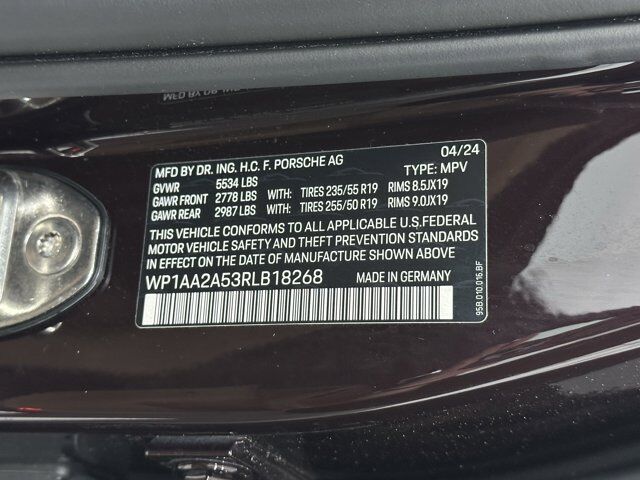 MFD BY DR. ING. H.C. F. PORSCHE AG 04/24
GVWR 5534 LBS TYPE: MPV
GAWR FRONT 2778 LBS WITH: TIRES 235/55 R19 RIMS 8.5JX19
GAWR REAR 2987 LBS WITH: TIRES 255/50 R19 RIMS 9.0JX19
THIS VEHICLE CONFORMS TO ALL APPLICABLE U.S.FEDERAL
MOTOR VEHICLE SAFETY AND THEFT PREVENTION STANDARDS
IN EFFECT ON THE DATE OF MANUFACTURE SHOWN ABOVE
WP1AA2A53RLB18268 MADE IN GERMANY
95B.010.016.BF